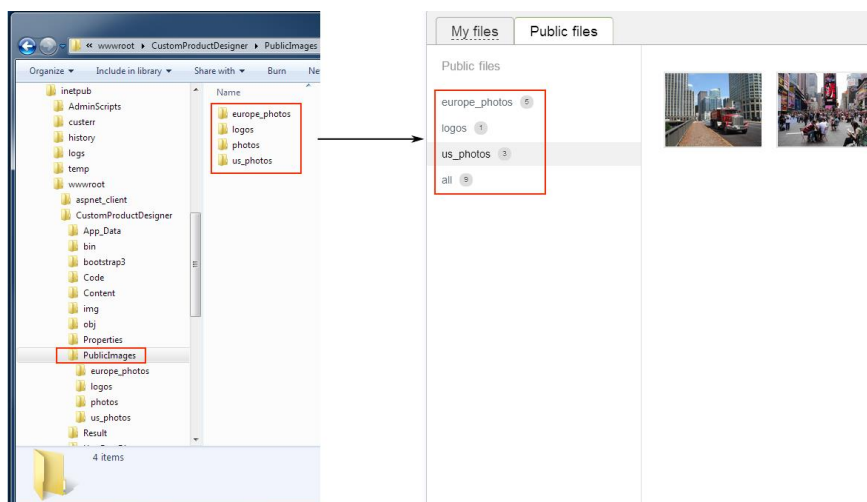 « wwwroot ▸ CustomProductDesigner ▸ PublicImages
Organize ▾ Include in library ▾ Share with ▾ Burn Ne
inetpub
AdminScripts
custerr
history
logs
temp
wwwroot
aspnet_client
CustomProductDesigner
App_Data
bin
bootstrap3
Code
Content
img
obj
Properties
PublicImages
europe_photos
logos
photos
us_photos
Result
Name
europe_photos
logos
photos
us_photos
4 items
My files Public files
Public files
europe_photos 5
logos 1
us_photos 3
all 9